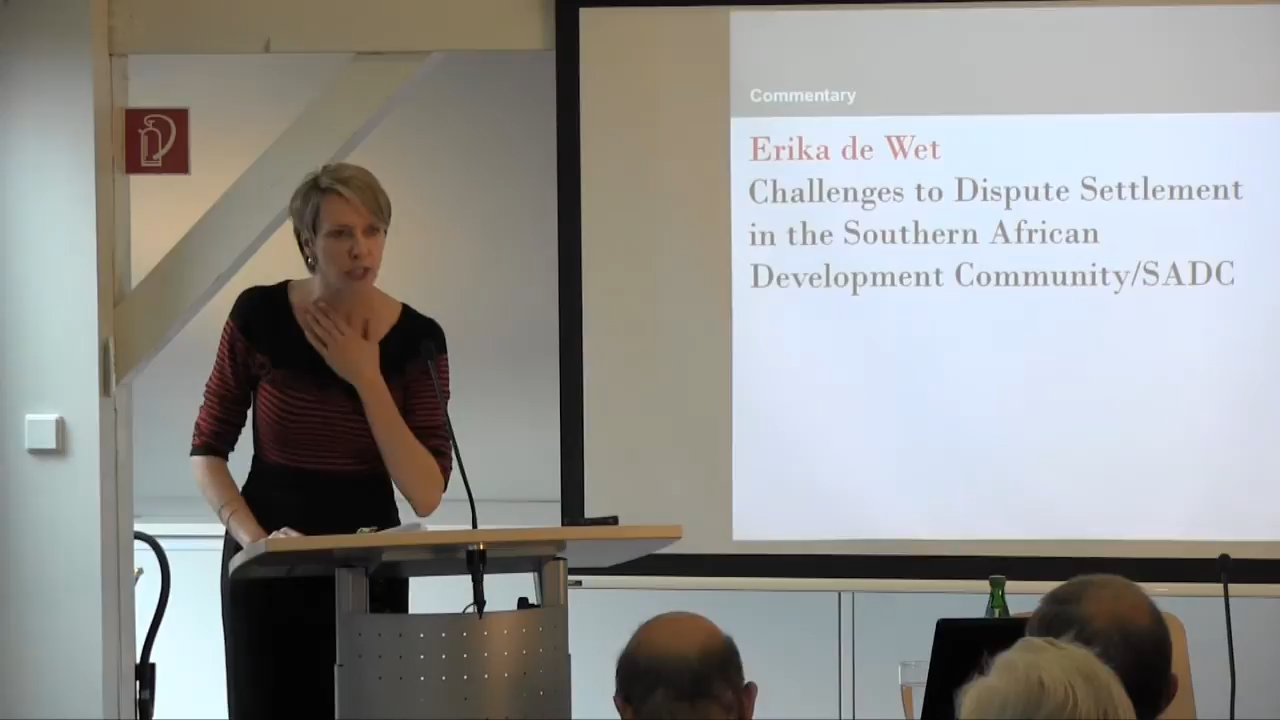 Commentary
Erika de Wet
Challenges to Dispute Settlement
in the Southern African
Development Community/SADC